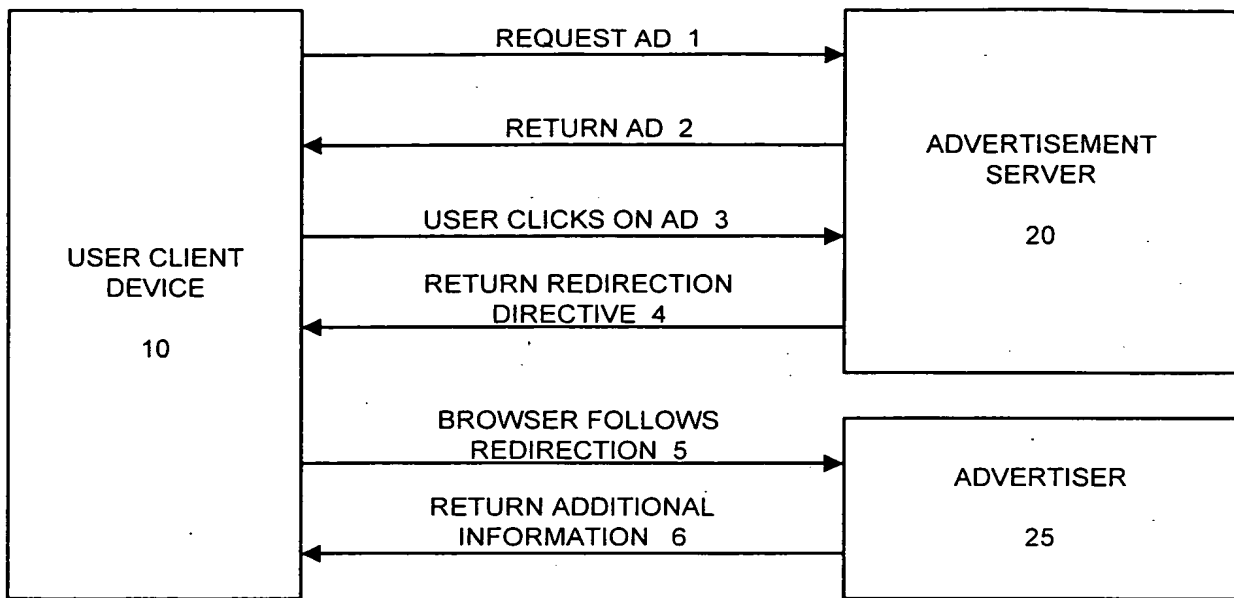 USER CLIENT
DEVICE
10
REQUEST AD 1
RETURN AD 2
USER CLICKS ON AD 3
RETURN REDIRECTION
DIRECTIVE 4
BROWSER FOLLOWS
REDIRECTION 5
RETURN ADDITIONAL
INFORMATION 6
ADVERTISEMENT
SERVER
20
ADVERTISER
25